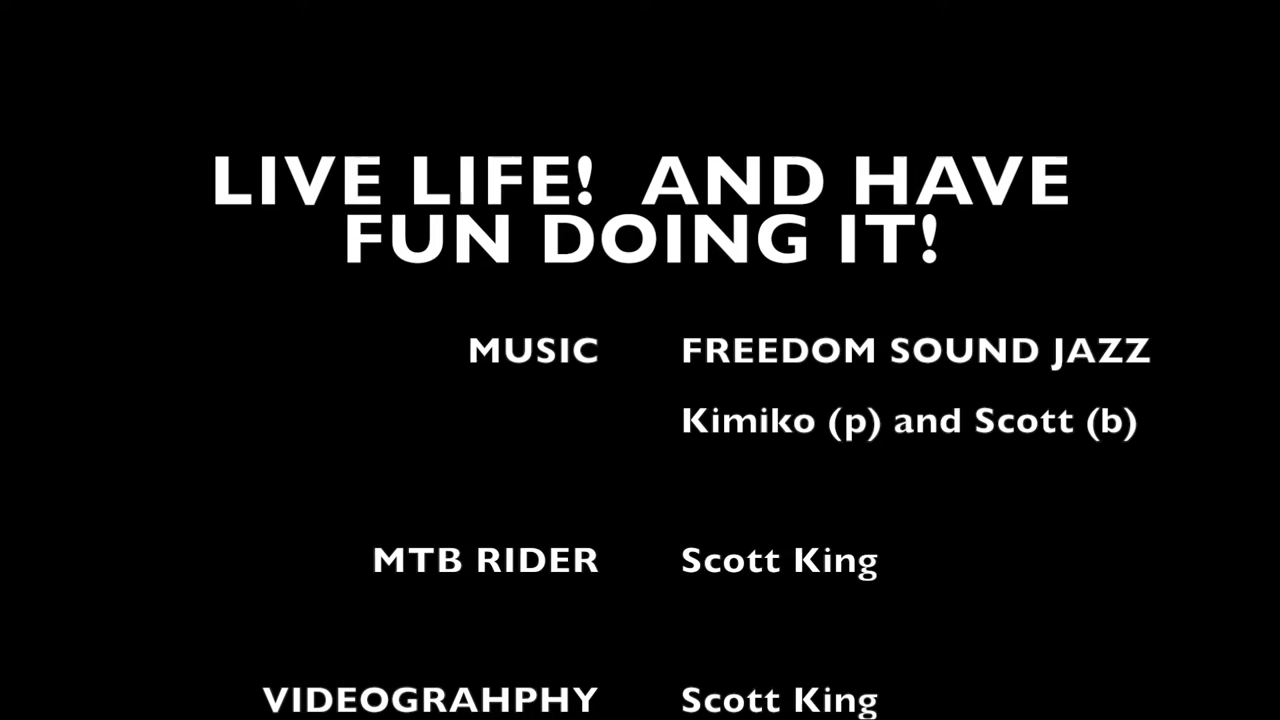 LIVE LIFE!  AND HAVE
FUN DOING IT!
MUSIC FREEDOM SOUND JAZZ
Kimiko (p) and Scott (b)
MTB RIDER Scott King
VIDEOGRAHPHY Scott King